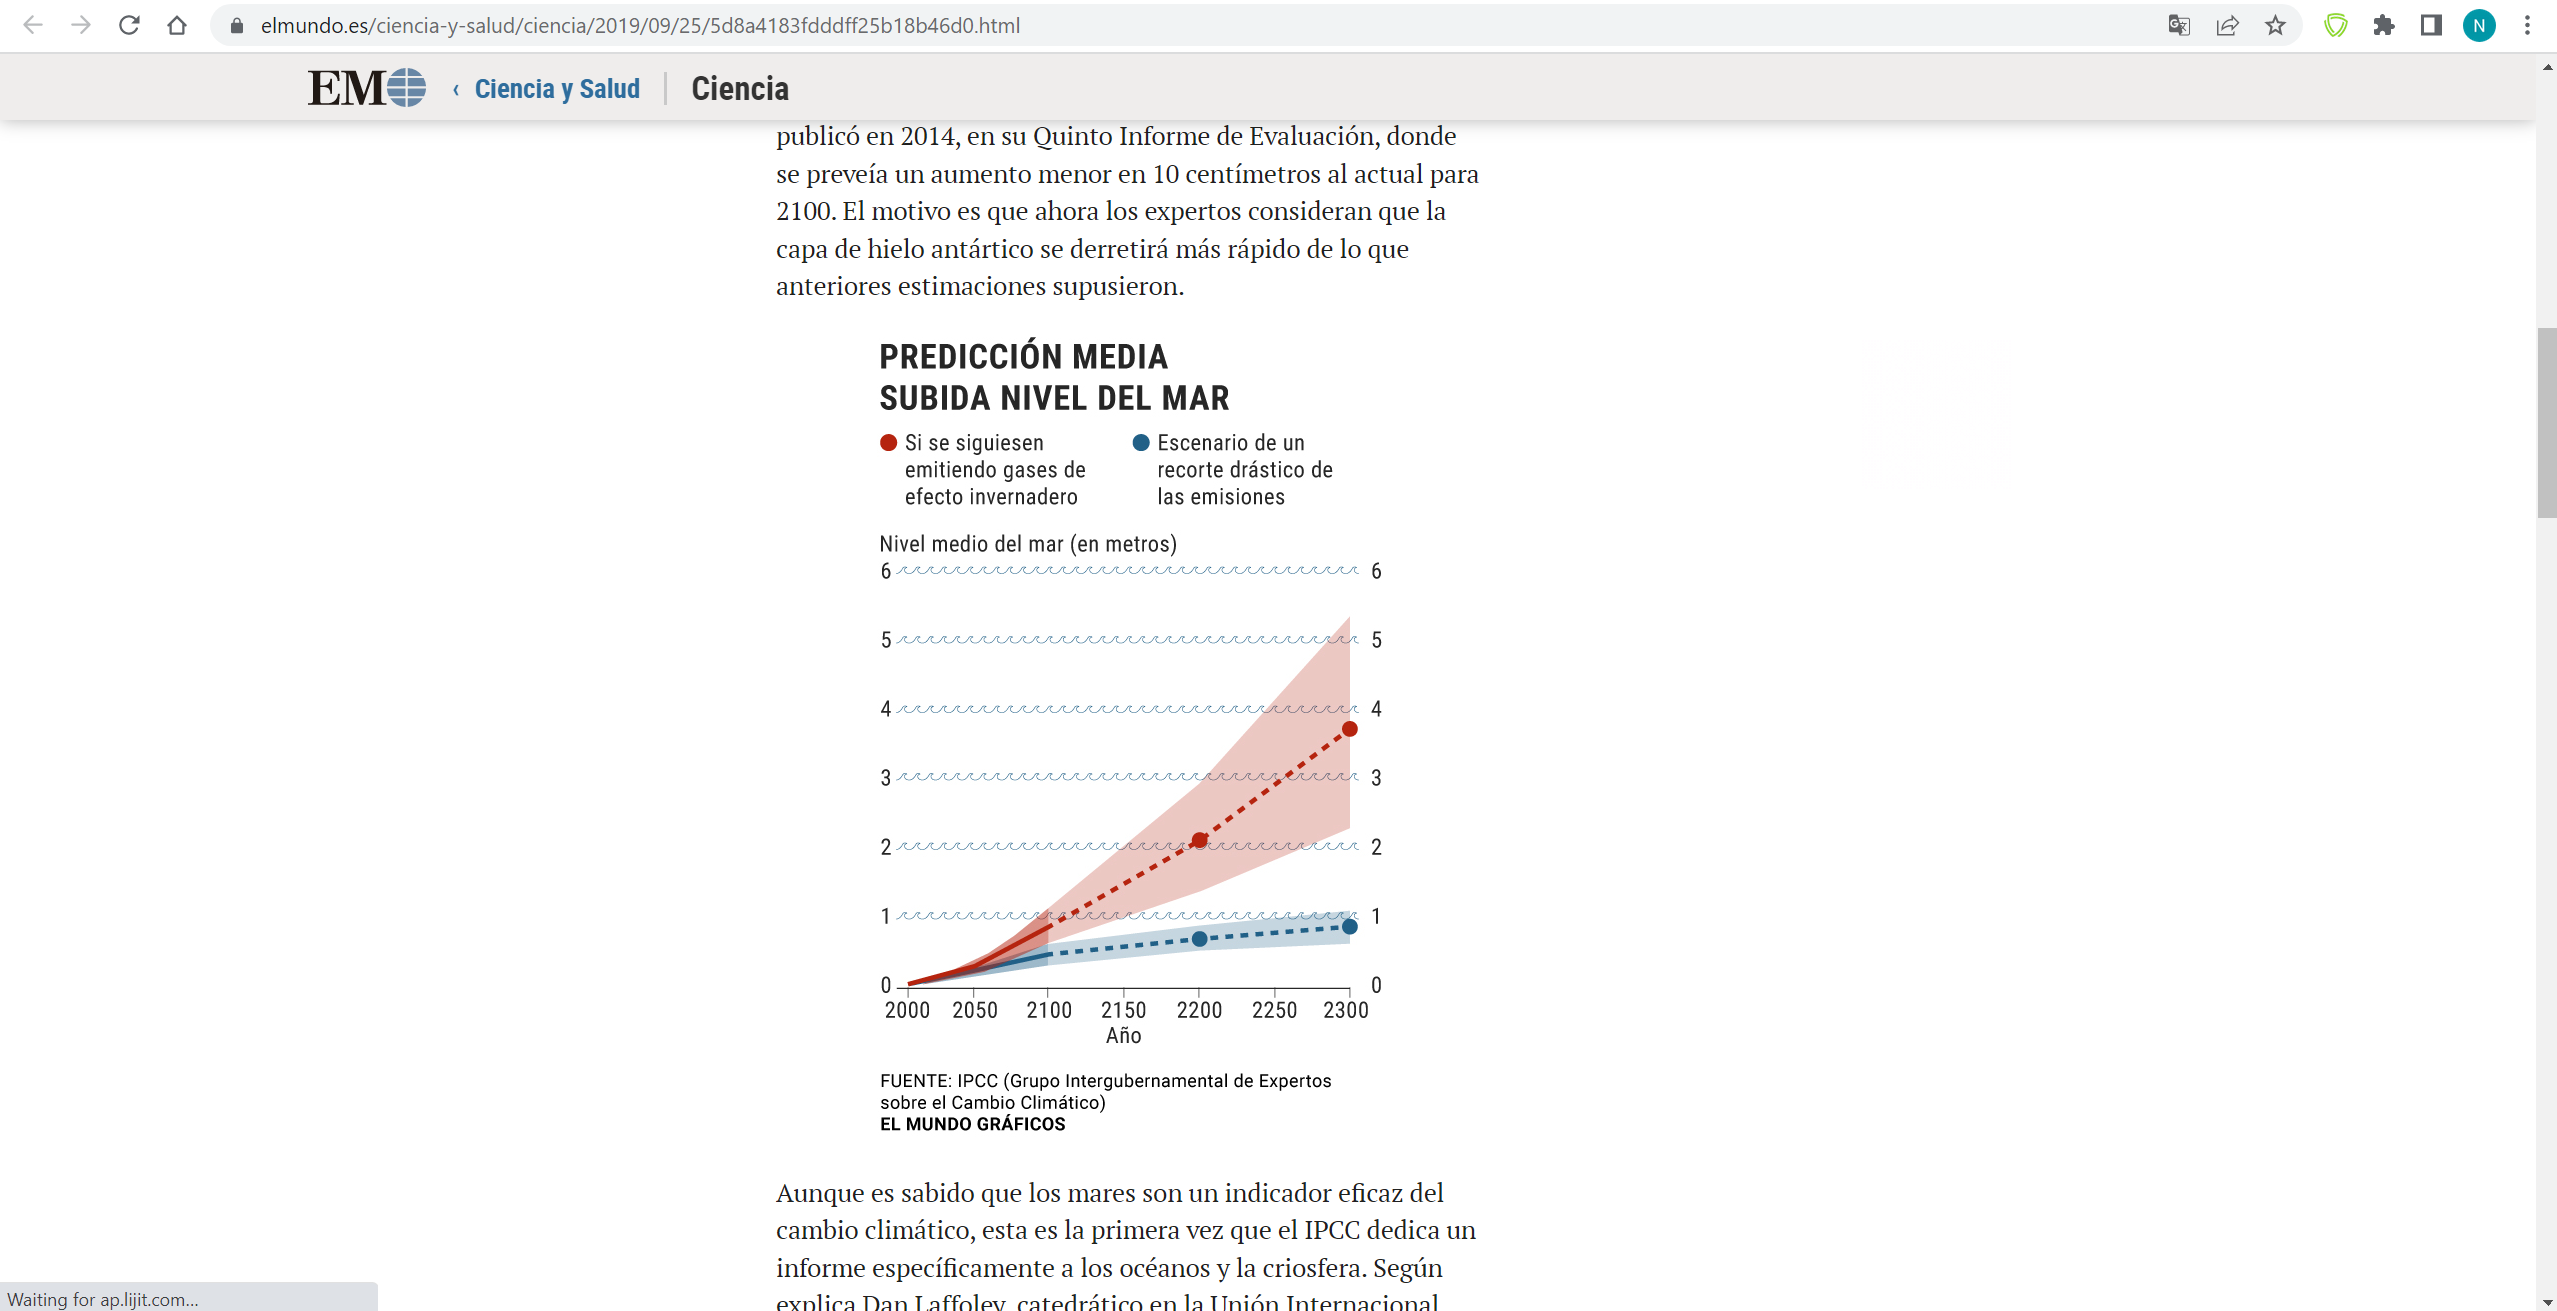 elmundo.es/ciencia-y-salud/ciencia/2019/09/25/5d8a4183fdddff25b18b46d0.html
N
EM
‹ Ciencia y Salud
Ciencia
publicó en 2014, en su Quinto Informe de Evaluación, donde
se preveía un aumento menor en 10 centímetros al actual para
2100. El motivo es que ahora los expertos consideran que la
capa de hielo antártico se derretirá más rápido de lo que
anteriores estimaciones supusieron.
PREDICCIÓN MEDIA
SUBIDA NIVEL DEL MAR
Si se siguiesen
emitiendo gases de
efecto invernadero
Escenario de un
recorte drástico de
las emisiones
Nivel medio del mar (en metros)
6 6
5 5
4 4
3 3
2 2
1 1
0 0
2000 2050 2100 2150 2200 2250 2300
Año
FUENTE: IPCC (Grupo Intergubernamental de Expertos
sobre el Cambio Climático)
EL MUNDO GRÁFICOS
Aunque es sabido que los mares son un indicador eficaz del
cambio climático, esta es la primera vez que el IPCC dedica un
informe específicamente a los océanos y la criosfera. Según
explica Dan Laffoley, catedrático en la Unión Internacional
Waiting for ap.lijit.com...